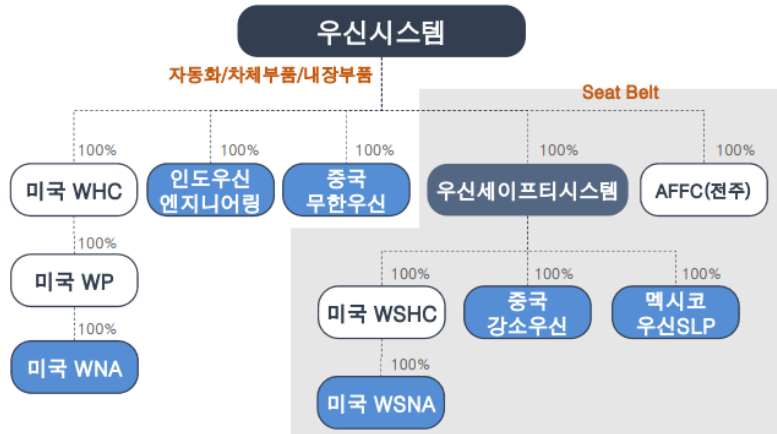 우신시스템
자동화/차체부품/내장부품
Seat Belt
100%
100%
100%
100%
100%
미국 WHC
인도우신
엔지니어링
중국
무한우신
우신세이프티시스템
AFFC(전주)
100%
미국 WP
100%
미국 WNA
100%
100%
100%
미국 WSHC
중국
강소우신
멕시코
우신SLP
100%
미국 WSNA